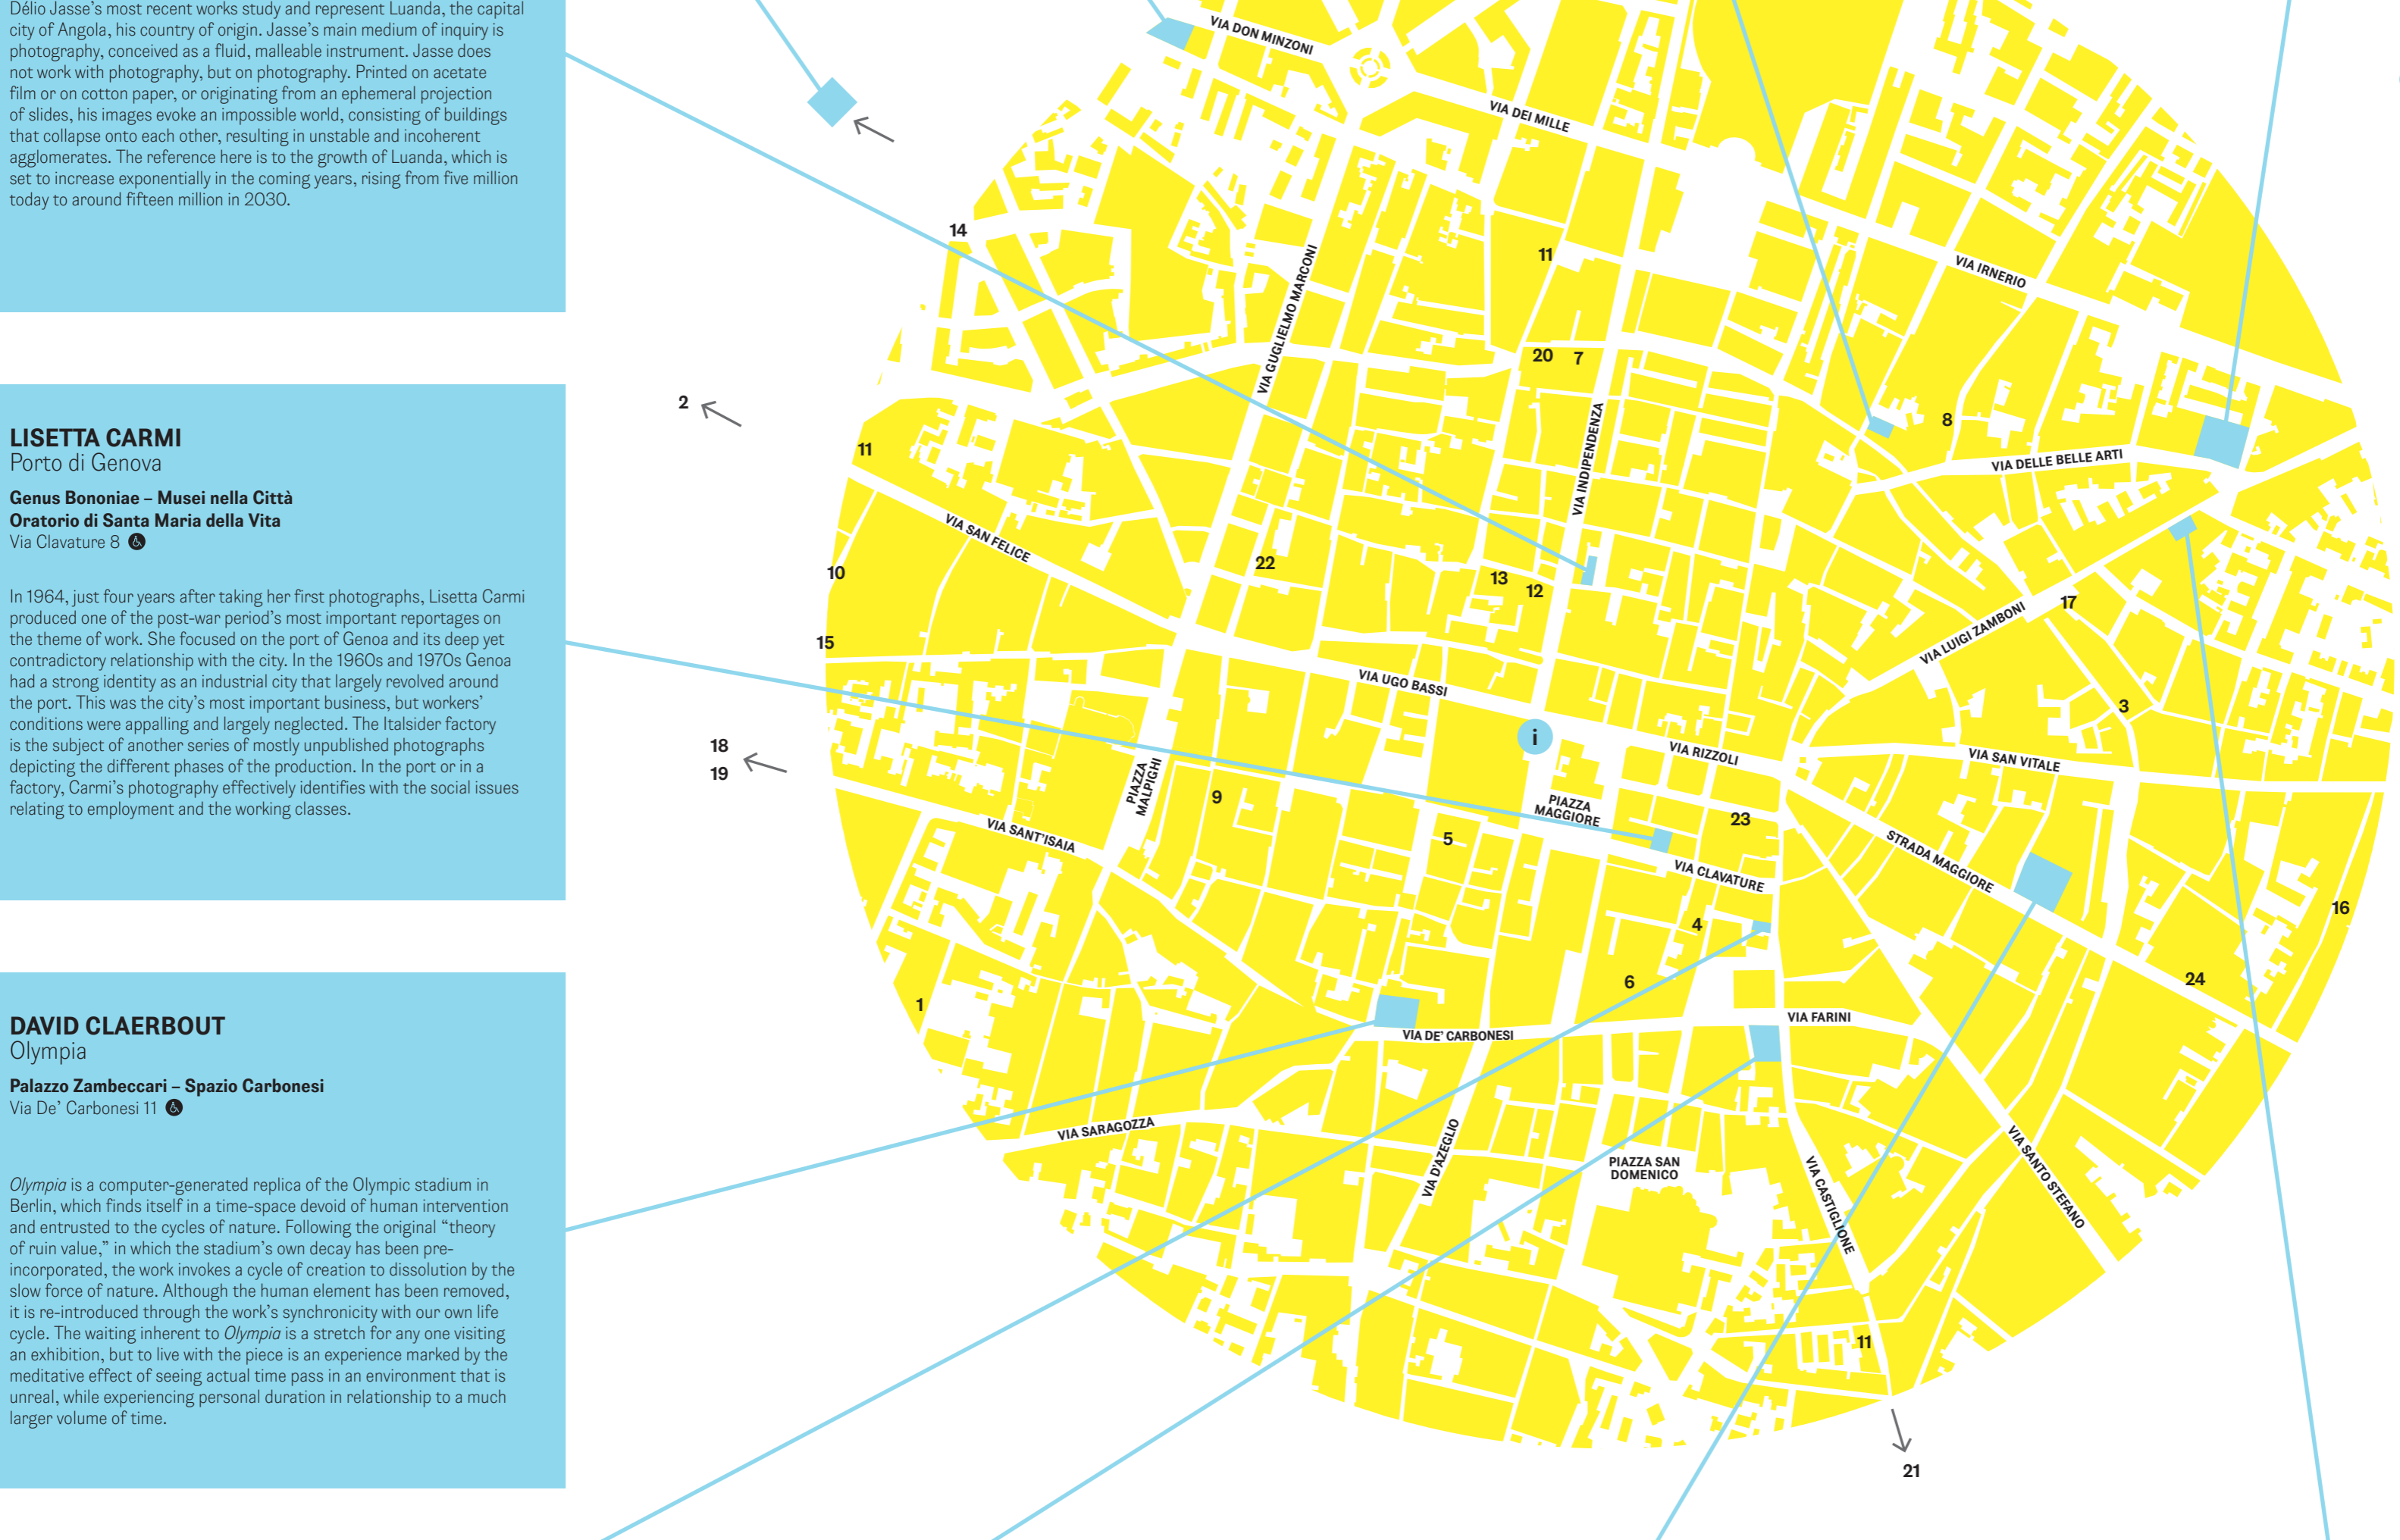 Délio Jasse's most recent works study and represent Luanda, the capital
city of Angola, his country of origin. Jasse's main medium of inquiry is
photography, conceived as a fluid, malleable instrument. Jasse does
not work with photography, but on photography. Printed on acetate
film or on cotton paper, or originating from an ephemeral projection
of slides, his images evoke an impossible world, consisting of buildings
that collapse onto each other, resulting in unstable and incoherent
agglomerates. The reference here is to the growth of Luanda, which is
set to increase exponentially in the coming years, rising from five million
today to around fifteen million in 2030.
LISETTA CARMI
Porto di Genova
Genus Bononiae – Musei nella Città
Oratorio di Santa Maria della Vita
Via Clavature 8
In 1964, just four years after taking her first photographs, Lisetta Carmi
produced one of the post-war period's most important reportages on
the theme of work. She focused on the port of Genoa and its deep yet
contradictory relationship with the city. In the 1960s and 1970s Genoa
had a strong identity as an industrial city that largely revolved around
the port. This was the city's most important business, but workers'
conditions were appalling and largely neglected. The Italsider factory
is the subject of another series of mostly unpublished photographs
depicting the different phases of the production. In the port or in a
factory, Carmi's photography effectively identifies with the social issues
relating to employment and the working classes.
DAVID CLAERBOUT
Olympia
Palazzo Zambeccari – Spazio Carbonesi
Via De' Carbonesi 11
Olympia is a computer-generated replica of the Olympic stadium in
Berlin, which finds itself in a time-space devoid of human intervention
and entrusted to the cycles of nature. Following the original “theory
of ruin value,” in which the stadium's own decay has been pre-
incorporated, the work invokes a cycle of creation to dissolution by the
slow force of nature. Although the human element has been removed,
it is re-introduced through the work's synchronicity with our own life
cycle. The waiting inherent to Olympia is a stretch for any one visiting
an exhibition, but to live with the piece is an experience marked by the
meditative effect of seeing actual time pass in an environment that is
unreal, while experiencing personal duration in relationship to a much
larger volume of time.
VIA DON MINZONI
VIA DEI MILLE
14
11
VIA GUGLIELMO MARCONI
VIA IRNERIO
20
7
2
8
11
VIA INDIPENDENZA
VIA DELLE BELLE ARTI
VIA SAN FELICE
22
10
13
12
17
15
VIA LUIGI ZAMBONI
VIA UGO BASSI
3
i
18
19
VIA RIZZOLI
VIA SAN VITALE
PIAZZA
MALPIGHI
9
PIAZZA
MAGGIORE
23
VIA SANT'ISAIA
5
STRADA MAGGIORE
VIA CLAVATURE
16
4
6
24
1
VIA FARINI
VIA DE' CARBONESI
VIA SARAGOZZA
VIA D'AZEGLIO
PIAZZA SAN
DOMENICO
VIA CASTIGLIONE
VIA SANTO STEFANO
11
21